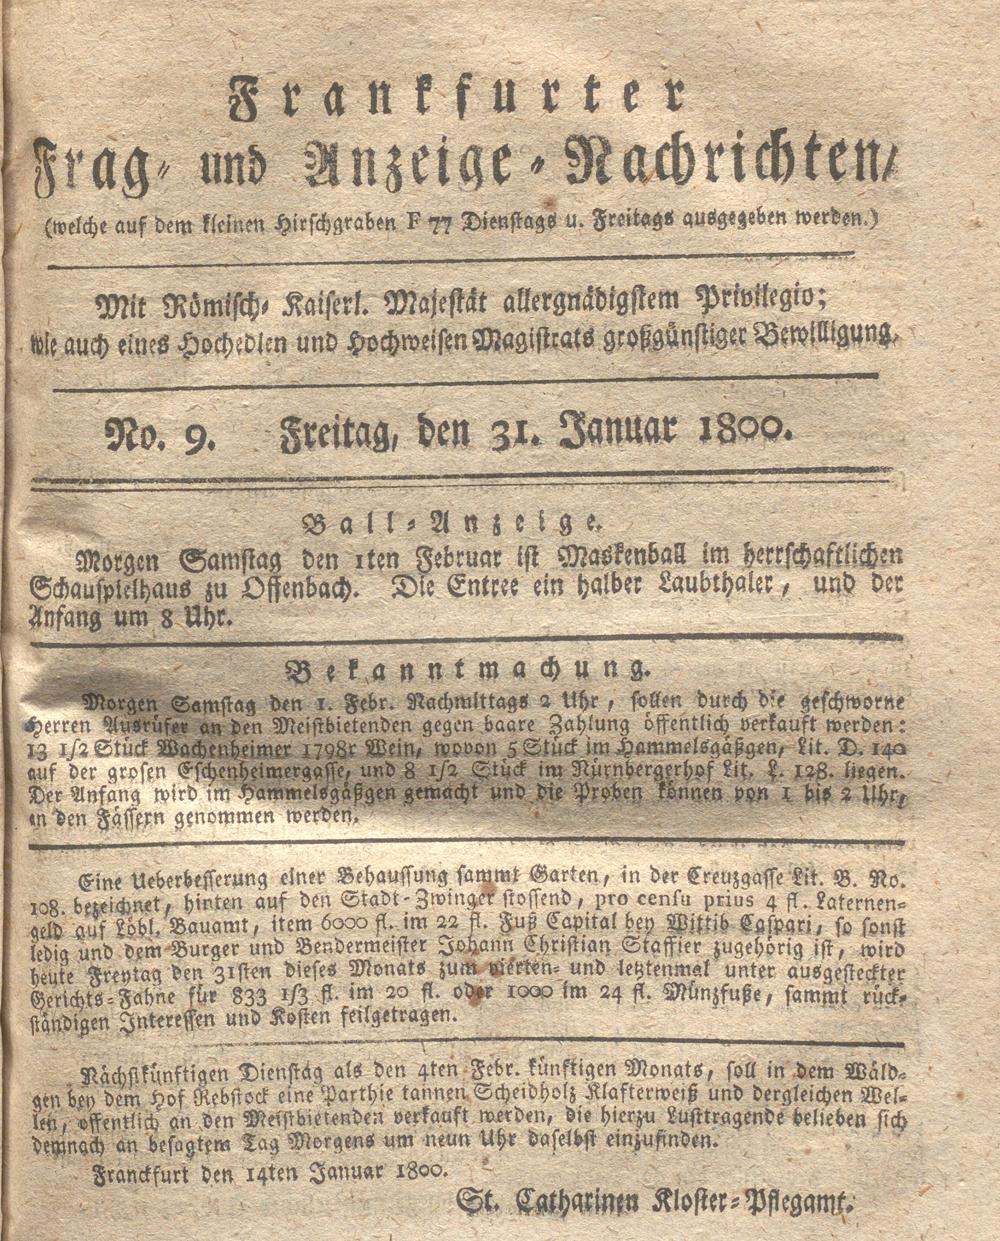 Frankfurter
Frag- und Anzeige-Nachrichten/
(welche auf dem kleinen Hirschgraben F 77 Dienstags u. Freitags ausgegeben werden.)
Mit Römisch- Kaiserl. Majestät allergnädigstem Privilegio;
wie auch eines Hochedlen und Hochweisen Magistrats großgünstiger Bewilligung.
No. 9. Freitag, den 31. Januar 1800.
Ball-Anzeige.
Morgen Samstag den 1ten Februar ist Maskenball im herrschaftlichen
Schauspielhaus zu Offenbach. Die Entree ein halber Laubthaler, und der
Anfang um 8 Uhr.
Bekanntmachung.
Morgen Samstag den 1. Febr. Nachmittags 2 Uhr, sollen durch die geschworne
Herren Ausrüfer an den Meistbietenden gegen baare Zahlung öffentlich verkauft werden:
13 1/2 Stück Wachenheimer 1798r Wein, wovon 5 Stück im Hammelsgäßgen, Lit. D. 140
auf der grosen Eschenheimergasse, und 8 1/2 Stück im Nürnbergerhof Lit. L. 128. liegen.
Der Anfang wird im Hammelsgäßgen gemacht und die Proben können von 1 bis 2 Uhr,
an den Fässern genommen werden.
Eine Ueberbesserung einer Behaussung sammt Garten, in der Creuzgasse Lit. B. No.
108. bezeichnet, hinten auf den Stadt-Zwinger stossend, pro censu prius 4 fl. Laternen-
geld auf Löbl. Bauamt, item 6000 fl. im 22 fl. Fuß Capital bey Wittib Caspari, so sonst
ledig und dem Burger und Bendermeister Johann Christian Staffier zugehörig ist, wird
heute Freytag den 31sten dieses Monats zum vierten- und letztenmal unter ausgesteckter
Gerichts-Fahne für 833 1/3 fl. im 20 fl. oder 1000 im 24 fl. Münzfuße, sammt rück-
ständigen Interessen und Kosten feilgetragen.
Nächstkünftigen Dienstag als den 4ten Febr. künftigen Monats, soll in dem Wäld-
gen bey dem Hof Rebstock eine Parthie tannen Scheidholz Klafterweiß und dergleichen Wel-
len, öffentlich an den Meistbietenden verkauft werden, die hierzu Lusttragende belieben sich
demnach an besagtem Tag Morgens um neun Uhr daselbst einzufinden.
Franckfurt den 14ten Januar 1800.
St. Catharinen Kloster-Pflegamt.